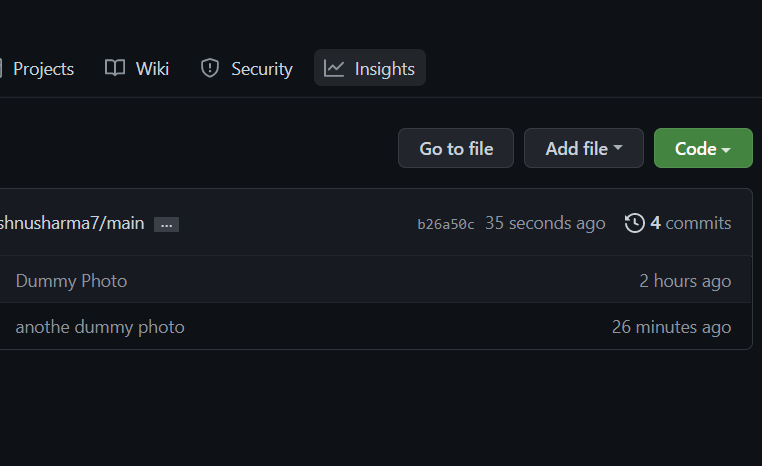 Projects Wiki Security Insights
Go to file Add file Code
shnusharma7/main ... b26a50c 35 seconds ago 4 commits
Dummy Photo 2 hours ago
anothe dummy photo 26 minutes ago